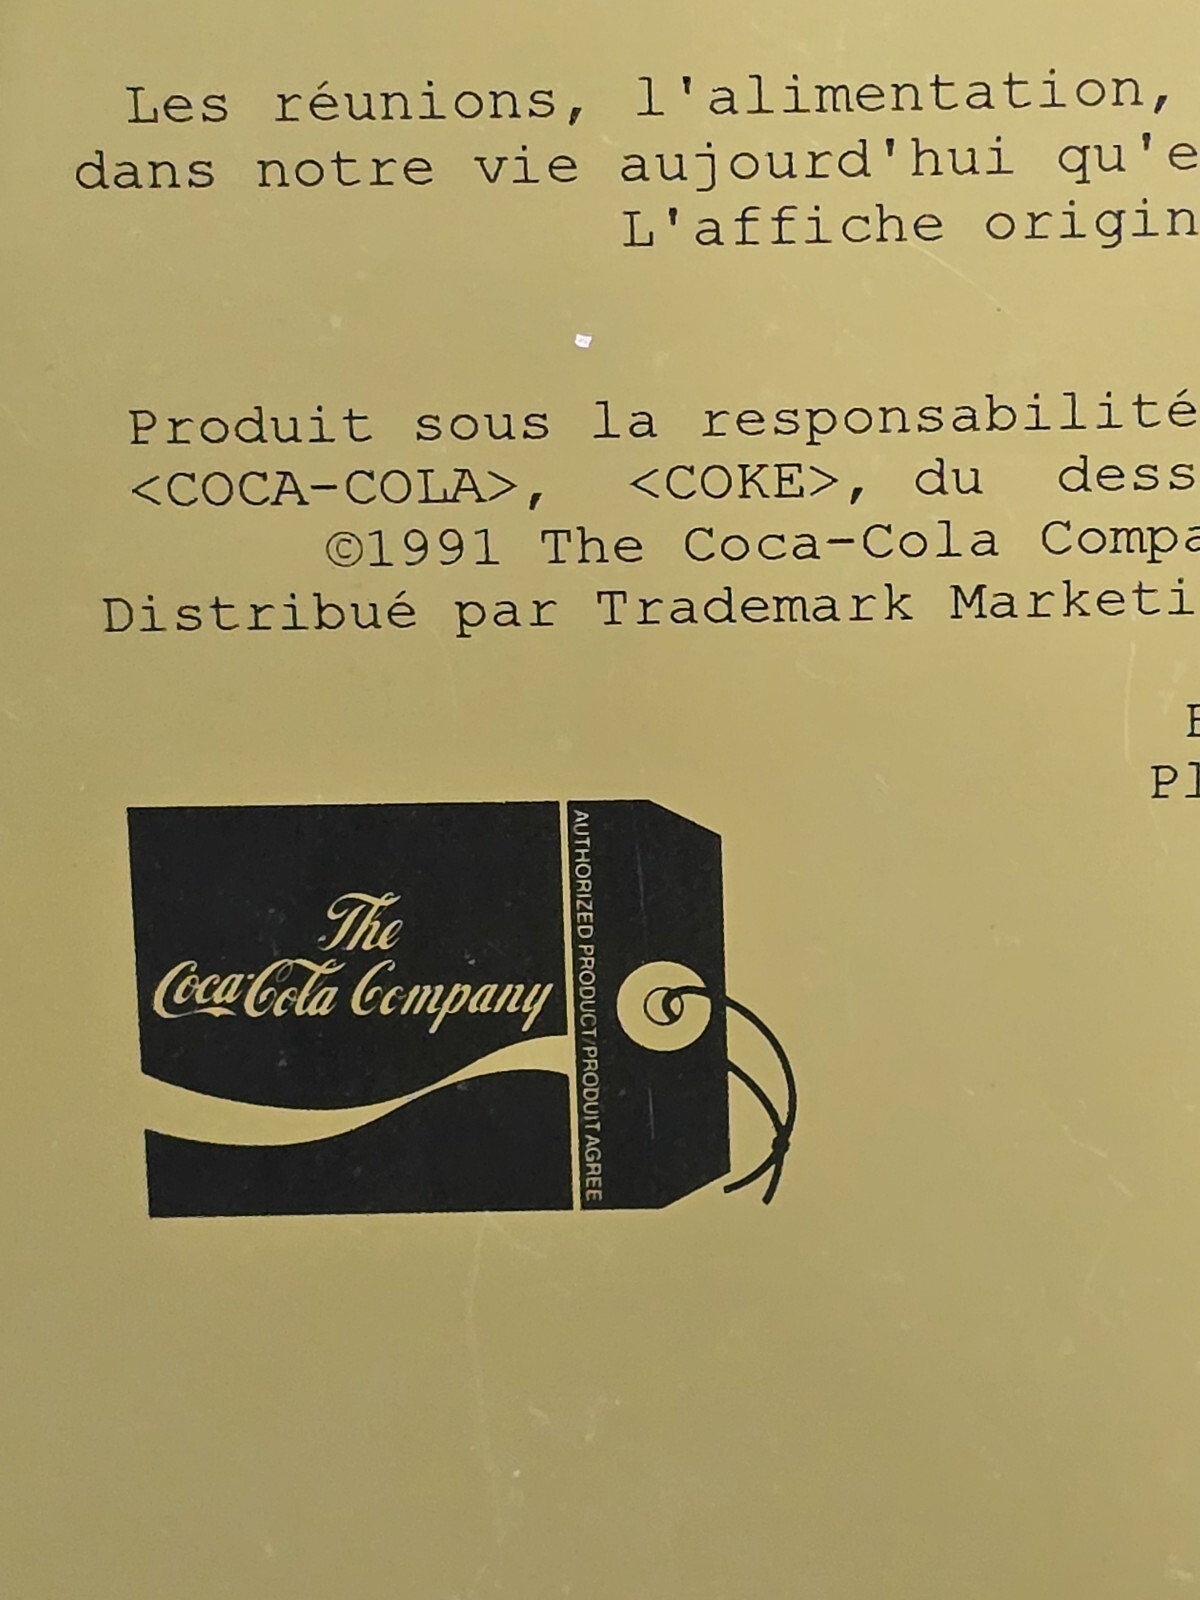 Les réunions, l'alimentation,
dans notre vie aujourd'hui qu'e
L'affiche origin
Produit sous la responsabilité
<COCA-COLA>, <COKE>, du dess
©1991 The Coca-Cola Compa
Distribué par Trademark Marketi
Pl
The
Coca-Cola Company
AUTHORIZED PRODUCT/PRODUIT AGREE